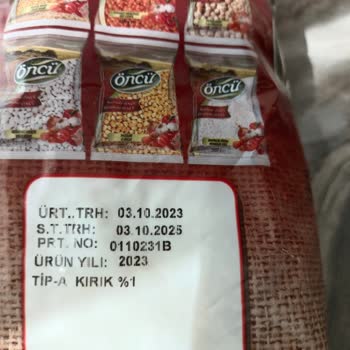 öncü
öncü
öncü
ÜRT..TRH: 03.10.2023
S.T.TRH: 03.10.2025
PRT. NO: 0110231B
ÜRÜN YILI: 2023
TİP-A KIRIK %1